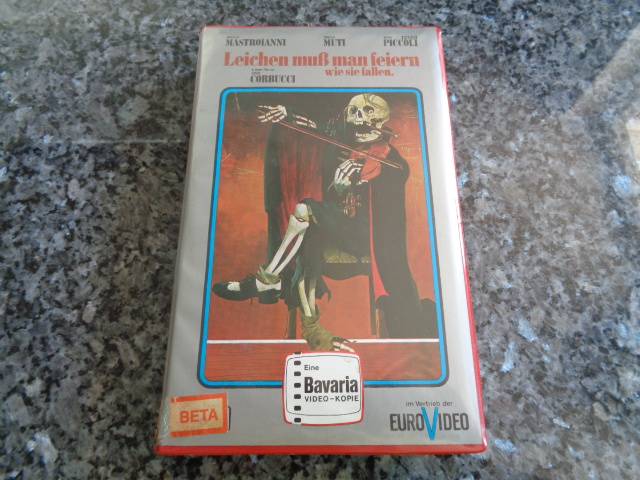 MASTROIANNI MUTI PICCOLI
Leichen muß man feiern
wie sie fallen.
CORBUCCI
Eine
Bavaria
VIDEO-KOPIE
BETA
im Vertrieb der
EUROVIDEO